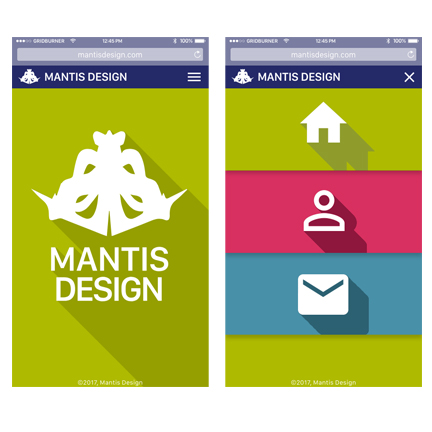 GRIDBURNER 12:45 PM 100%
mantisdesign.com
MANTIS DESIGN
MANTIS
DESIGN
©2017, Mantis Design
GRIDBURNER 12:45 PM 100%
mantisdesign.com
MANTIS DESIGN
©2017, Mantis Design